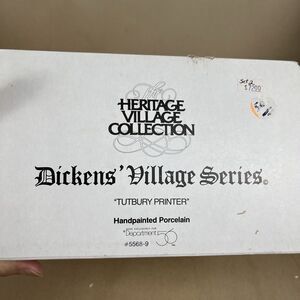 The
HERITAGE
VILLAGE
COLLECTION
Dickens' Village Series©
"TUTBURY PRINTER"
Handpainted Porcelain
Department 56
#5568-9